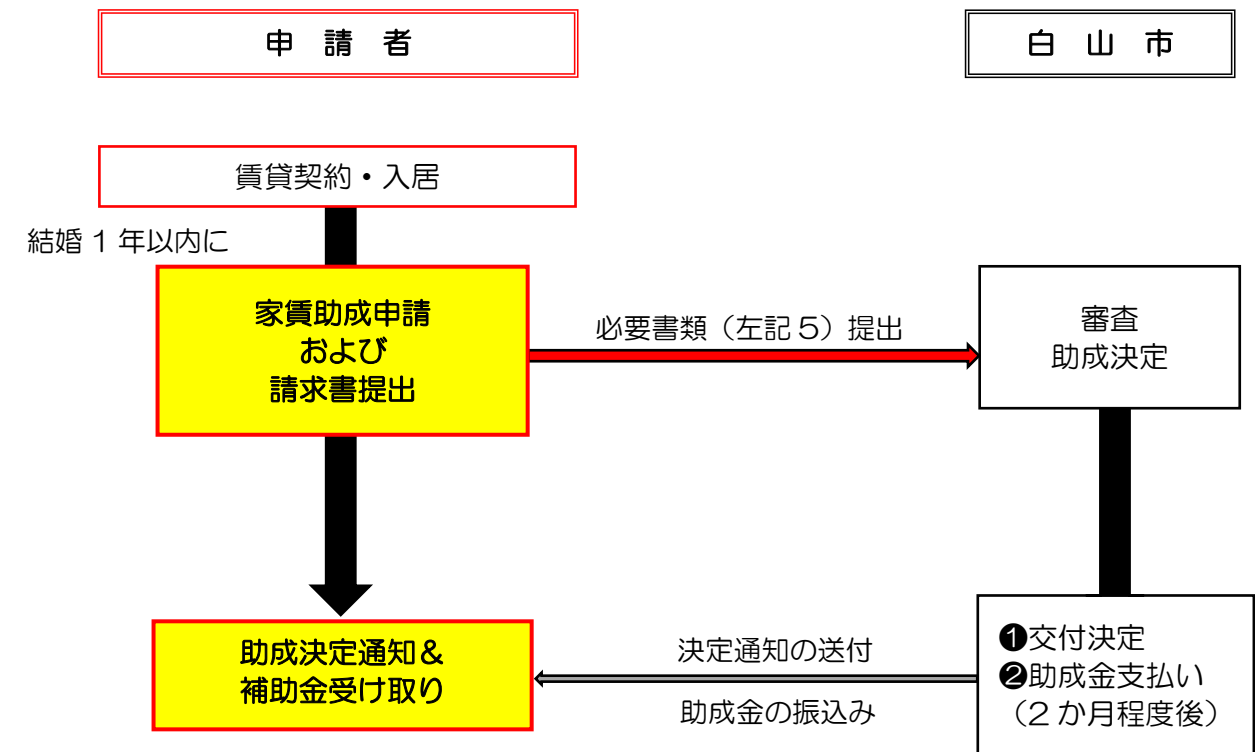 申 請 者
白 山 市
賃貸契約・入居
結婚 1 年以内に
家賃助成申請
および
請求書提出
必要書類(左記 5)提出
審査
助成決定
助成決定通知&
補助金受け取り
決定通知の送付
助成金の振込み
❶交付決定
❷助成金支払い
(2 か月程度後)